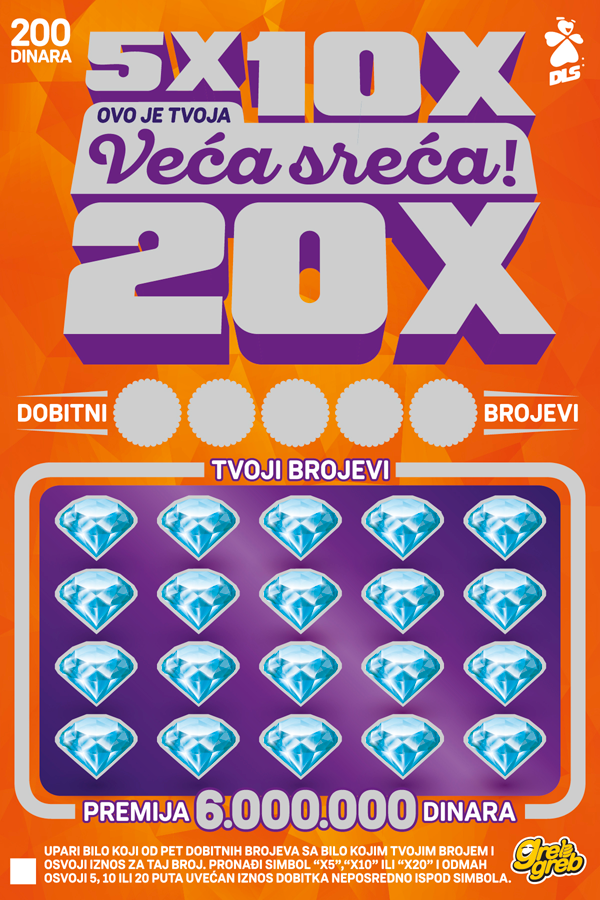 200
DINARA
DLS
5X10X
OVO JE TVOJA
Veća sreća!
20X
DOBITNI
BROJEVI
TVOJI BROJEVI
PREMIJA 6.000.000 DINARA
UPARI BILO KOJI OD PET DOBITNIH BROJEVA SA BILO KOJIM TVOJIM BROJEM I
OSVOJI IZNOS ZA TAJ BROJ. PRONAĐI SIMBOL “X5”,“X10” ILI “X20” I ODMAH
OSVOJI 5, 10 ILI 20 PUTA UVEĆAN IZNOS DOBITKA NEPOSREDNO ISPOD SIMBOLA.
greb
greb